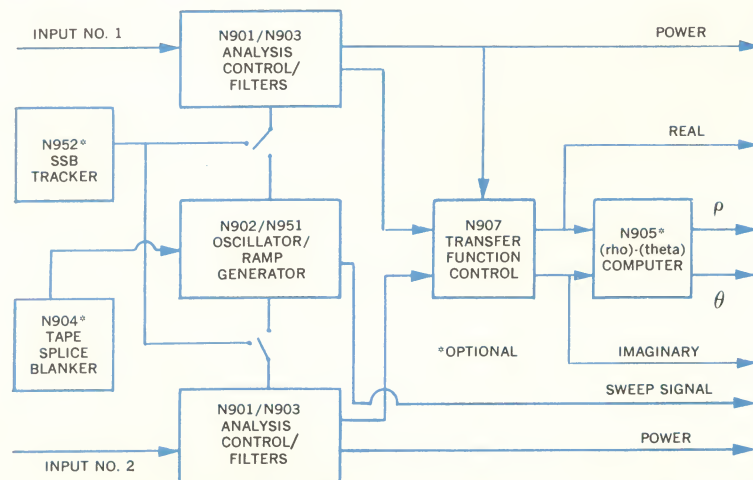 INPUT NO. 1
N901/N903
ANALYSIS
CONTROL/
FILTERS
POWER
N952*
SSB
TRACKER
REAL
N902/N951
OSCILLATOR/
RAMP
GENERATOR
N907
TRANSFER
FUNCTION
CONTROL
N905*
(rho)-(theta)
COMPUTER
ρ
θ
N904*
TAPE
SPLICE
BLANKER
*OPTIONAL
IMAGINARY
SWEEP SIGNAL
N901/N903
ANALYSIS
CONTROL/
FILTERS
POWER
INPUT NO. 2